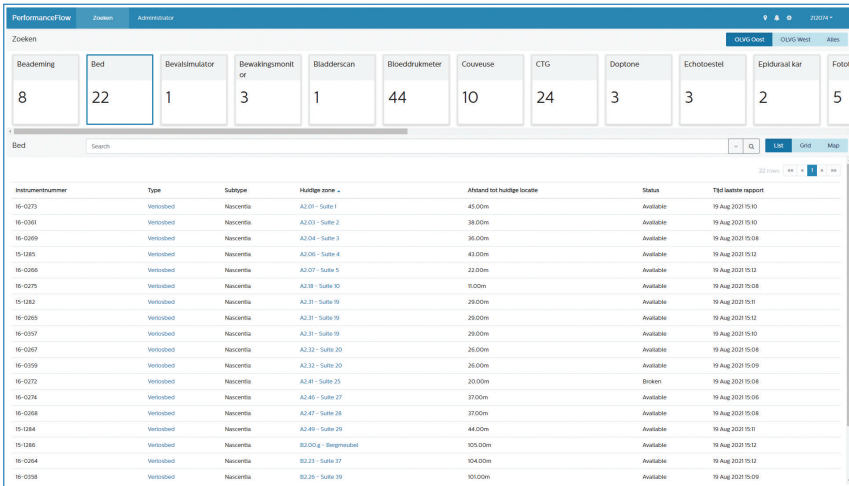 PerformanceFlow Zoeken Administrator 212074
Zoeken OLVG Oost OLVG West Alles
Beademing Bed Bevalsimulator Bewakingsmonit Bladderscan Bloeddrukmeter Couveuse CTG Doptone Echotoestel Epiduraal kar Fotot
or
8 22 1 3 1 44 10 24 3 3 2 5
Bed Search List Grid Map
22 rows 1
Instrumentnummer Type Subtype Huidige zone Afstand tot huidige locatie Status Tijd laatste rapport
16-0273 Verlosbed Nascentia A2.01 - Suite 1 45.00m Available 19 Aug 2021 15:10
16-0361 Verlosbed Nascentia A2.03 - Suite 2 38.00m Available 19 Aug 2021 15:10
16-0269 Verlosbed Nascentia A2.04 - Suite 3 36.00m Available 19 Aug 2021 15:08
15-1285 Verlosbed Nascentia A2.06 - Suite 4 43.00m Available 19 Aug 2021 15:12
16-0266 Verlosbed Nascentia A2.07 - Suite 5 22.00m Available 19 Aug 2021 15:12
16-0275 Verlosbed Nascentia A2.18 - Suite 10 11.00m Available 19 Aug 2021 15:08
15-1282 Verlosbed Nascentia A2.31 - Suite 19 29.00m Available 19 Aug 2021 15:11
16-0265 Verlosbed Nascentia A2.31 - Suite 19 29.00m Available 19 Aug 2021 15:12
16-0357 Verlosbed Nascentia A2.31 - Suite 19 29.00m Available 19 Aug 2021 15:10
16-0267 Verlosbed Nascentia A2.32 - Suite 20 26.00m Available 19 Aug 2021 15:08
16-0359 Verlosbed Nascentia A2.32 - Suite 20 26.00m Available 19 Aug 2021 15:09
16-0272 Verlosbed Nascentia A2.41 - Suite 25 20.00m Broken 19 Aug 2021 15:08
16-0274 Verlosbed Nascentia A2.46 - Suite 27 37.00m Available 19 Aug 2021 15:06
16-0268 Verlosbed Nascentia A2.47 - Suite 28 37.00m Available 19 Aug 2021 15:08
15-1284 Verlosbed Nascentia A2.49 - Suite 29 44.00m Available 19 Aug 2021 15:11
15-1286 Verlosbed Nascentia B2.00.g - Bergmeubel 105.00m Available 19 Aug 2021 15:12
16-0264 Verlosbed Nascentia B2.23 - Suite 37 104.00m Available 19 Aug 2021 15:12
16-0358 Verlosbed Nascentia B2.26 - Suite 39 101.00m Available 19 Aug 2021 15:09